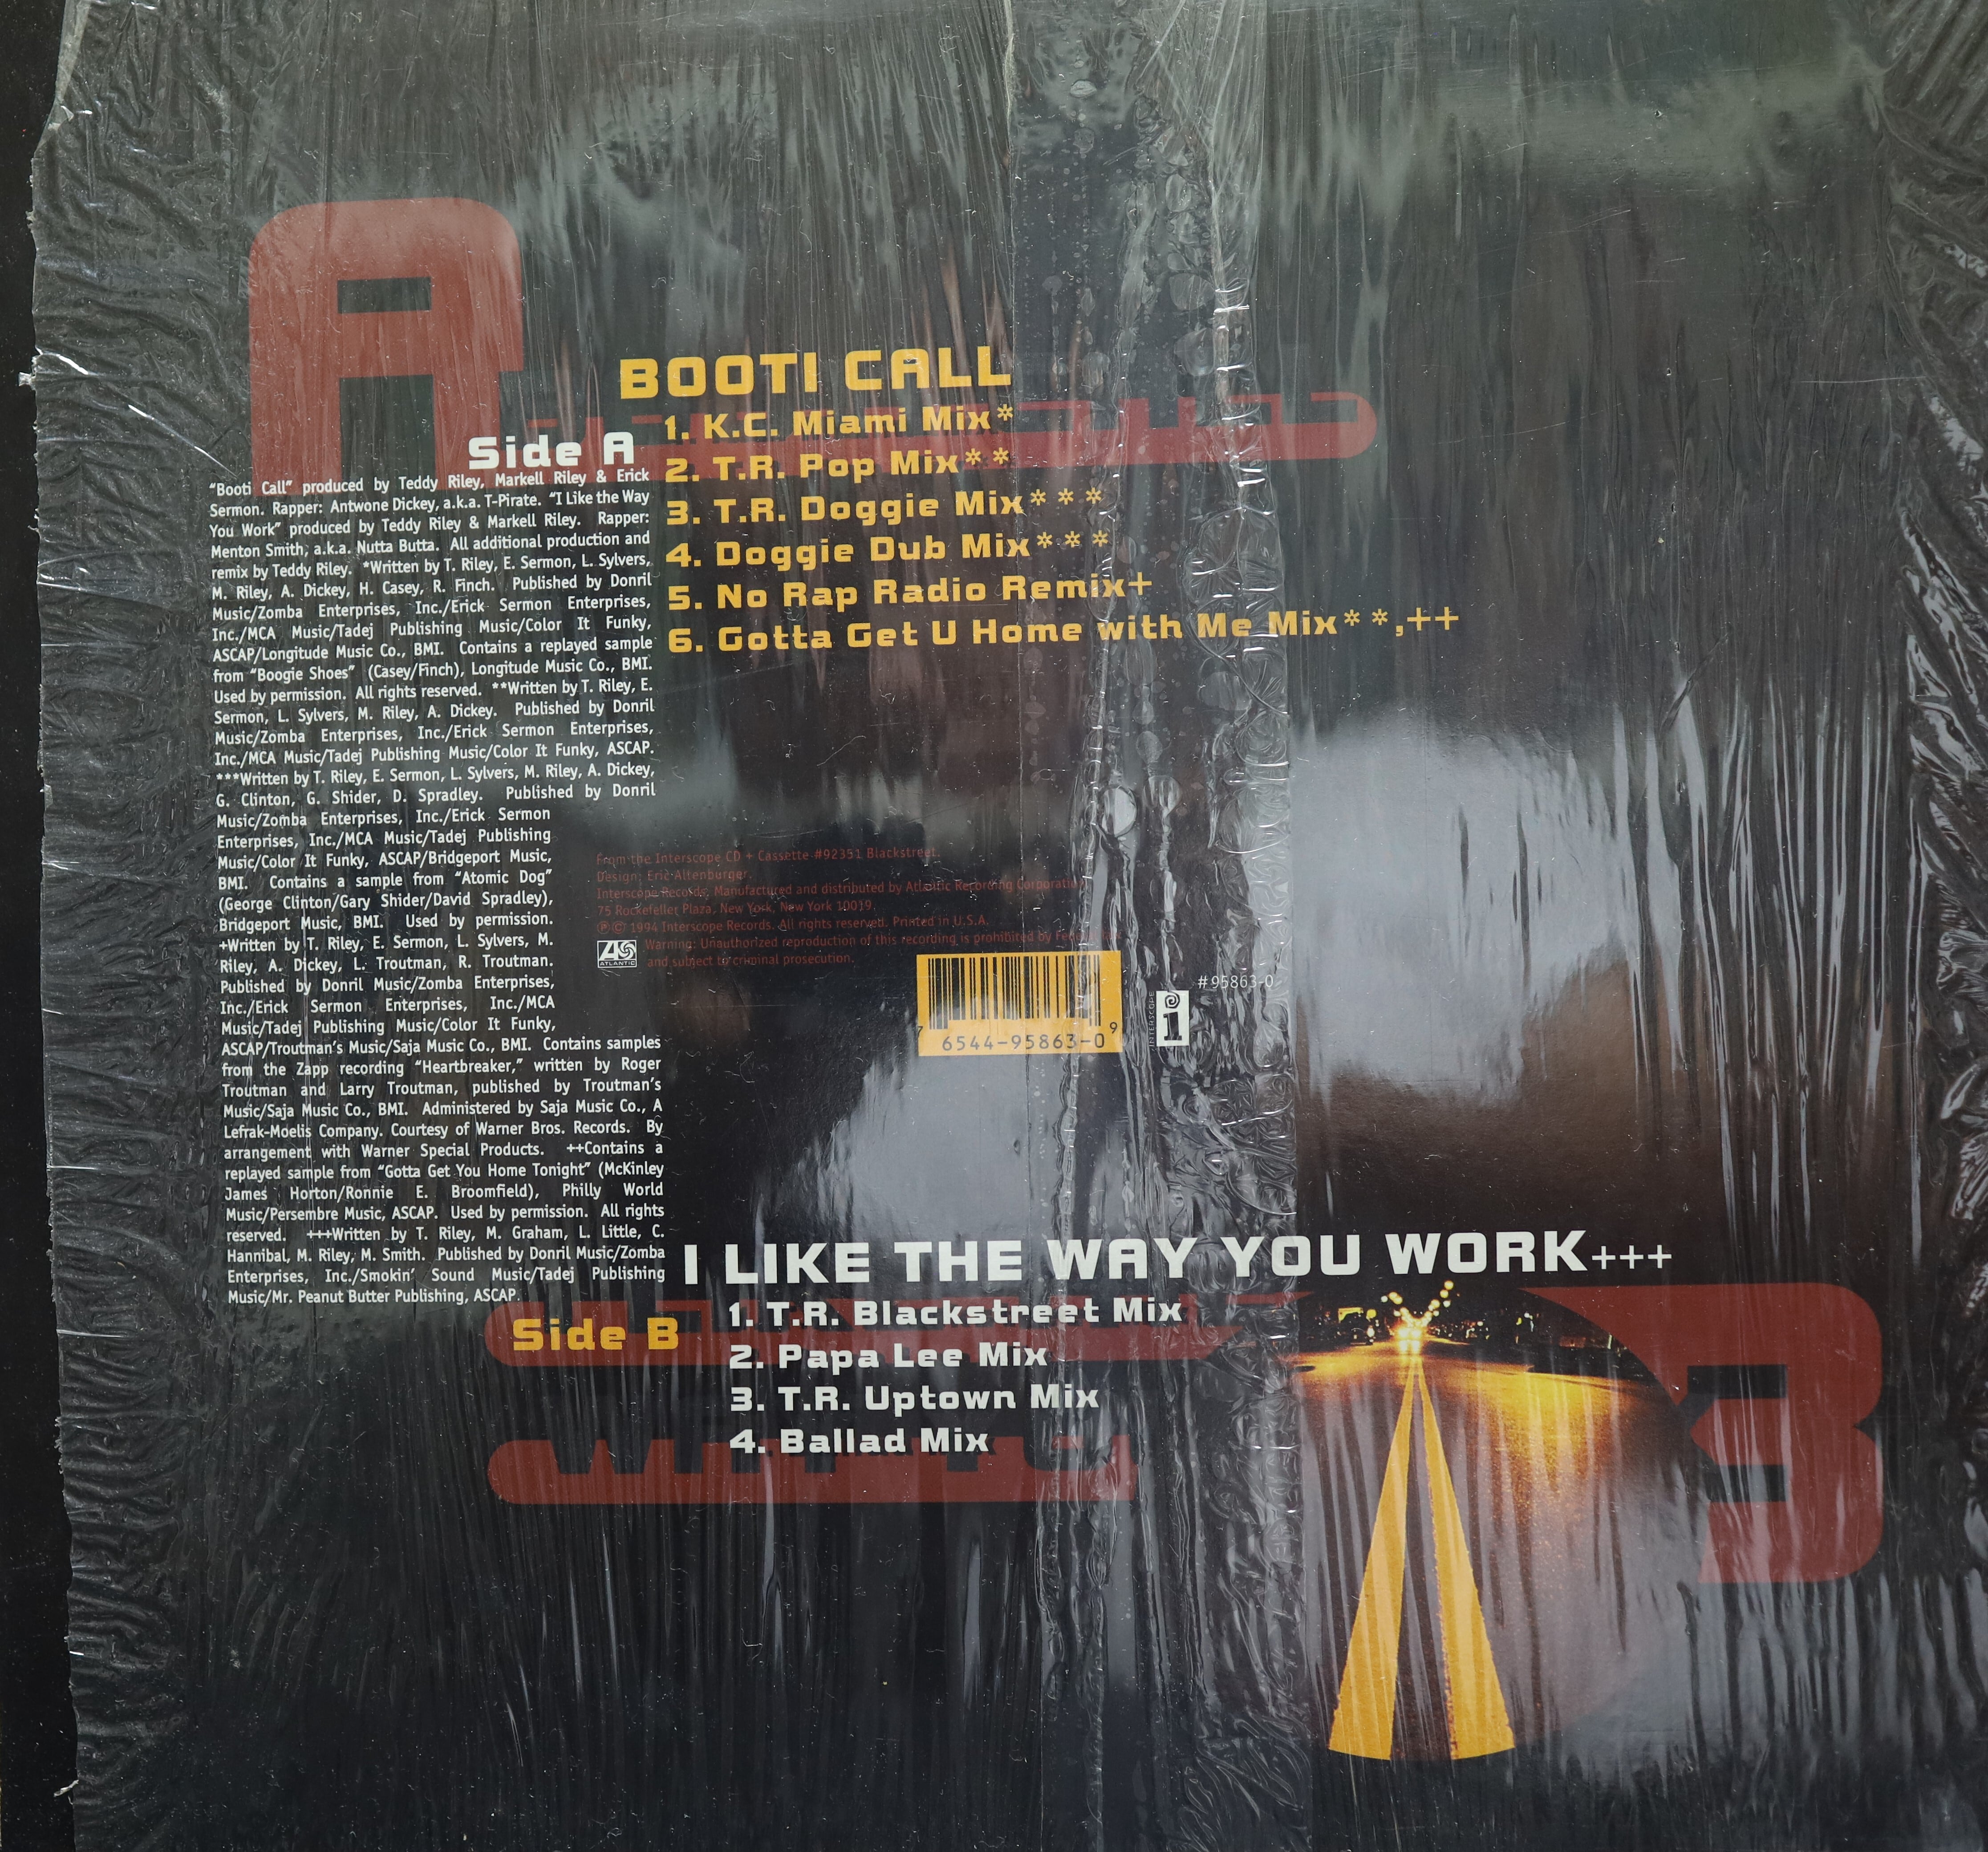 BOOTI CALL
1. K.C. Miami Mix*
2. T.R. Pop Mix**
3. T.R. Doggie Mix***
4. Doggie Dub Mix***
5. No Rap Radio Remix+
6. Gotta Get U Home with Me Mix**,++
Side A
“Booti Call” produced by Teddy Riley, Markell Riley & Erick
Sermon. Rapper: Antwone Dickey, a.k.a. T-Pirate. “I Like the Way
You Work” produced by Teddy Riley & Markell Riley. Rapper:
Menton Smith, a.k.a. Nutta Butta. All additional production and
remix by Teddy Riley. *Written by T. Riley, E. Sermon, L. Sylvers,
M. Riley, A. Dickey, H. Casey, R. Finch. Published by Donril
Music/Zomba Enterprises, Inc./Erick Sermon Enterprises,
Inc./MCA Music/Tadej Publishing Music/Color It Funky,
ASCAP/Longitude Music Co., BMI. Contains a replayed sample
from “Boogie Shoes” (Casey/Finch), Longitude Music Co., BMI.
Used by permission. All rights reserved. **Written by T. Riley, E.
Sermon, L. Sylvers, M. Riley, A. Dickey. Published by Donril
Music/Zomba Enterprises, Inc./Erick Sermon Enterprises,
Inc./MCA Music/Tadej Publishing Music/Color It Funky, ASCAP.
***Written by T. Riley, E. Sermon, L. Sylvers, M. Riley, A. Dickey,
G. Clinton, G. Shider, D. Spradley. Published by Donril
Music/Zomba Enterprises, Inc./Erick Sermon
Enterprises, Inc./MCA Music/Tadej Publishing
Music/Color It Funky, ASCAP/Bridgeport Music,
BMI. Contains a sample from “Atomic Dog”
(George Clinton/Gary Shider/David Spradley),
Bridgeport Music, BMI. Used by permission.
+Written by T. Riley, E. Sermon, L. Sylvers, M.
Riley, A. Dickey, L. Troutman, R. Troutman.
Published by Donril Music/Zomba Enterprises,
Inc./Erick Sermon Enterprises, Inc./MCA
Music/Tadej Publishing Music/Color It Funky,
ASCAP/Troutman’s Music/Saja Music Co., BMI. Contains samples
from the Zapp recording “Heartbreaker,” written by Roger
Troutman and Larry Troutman, published by Troutman’s
Music/Saja Music Co., BMI. Administered by Saja Music Co., A
Lefrak-Moelis Company. Courtesy of Warner Bros. Records. By
arrangement with Warner Special Products. ++Contains a
replayed sample from “Gotta Get You Home Tonight” (McKinley
James Horton/Ronnie E. Broomfield), Philly World
Music/Persembre Music, ASCAP. Used by permission. All rights
reserved. +++Written by T. Riley, M. Graham, L. Little, C.
Hannibal, M. Riley, M. Smith. Published by Donril Music/Zomba
Enterprises, Inc./Smokin’ Sound Music/Tadej Publishing
Music/Mr. Peanut Butter Publishing, ASCAP.
From the Interscope CD + Cassette #92351 Blackstreet.
Design: Eric Altenburger.
Interscope Records. Manufactured and distributed by Atlantic Recording Corporation,
75 Rockefeller Plaza, New York, New York 10019.
℗© 1994 Interscope Records. All rights reserved. Printed in U.S.A.
Warning: Unauthorized reproduction of this recording is prohibited by
and subject to criminal prosecution.
ATLANTIC
7 6544-95863-0 9
INTERSCOPE
#95863-0
I LIKE THE WAY YOU WORK+++
Side B
1. T.R. Blackstreet Mix
2. Papa Lee Mix
3. T.R. Uptown Mix
4. Ballad Mix
A
B